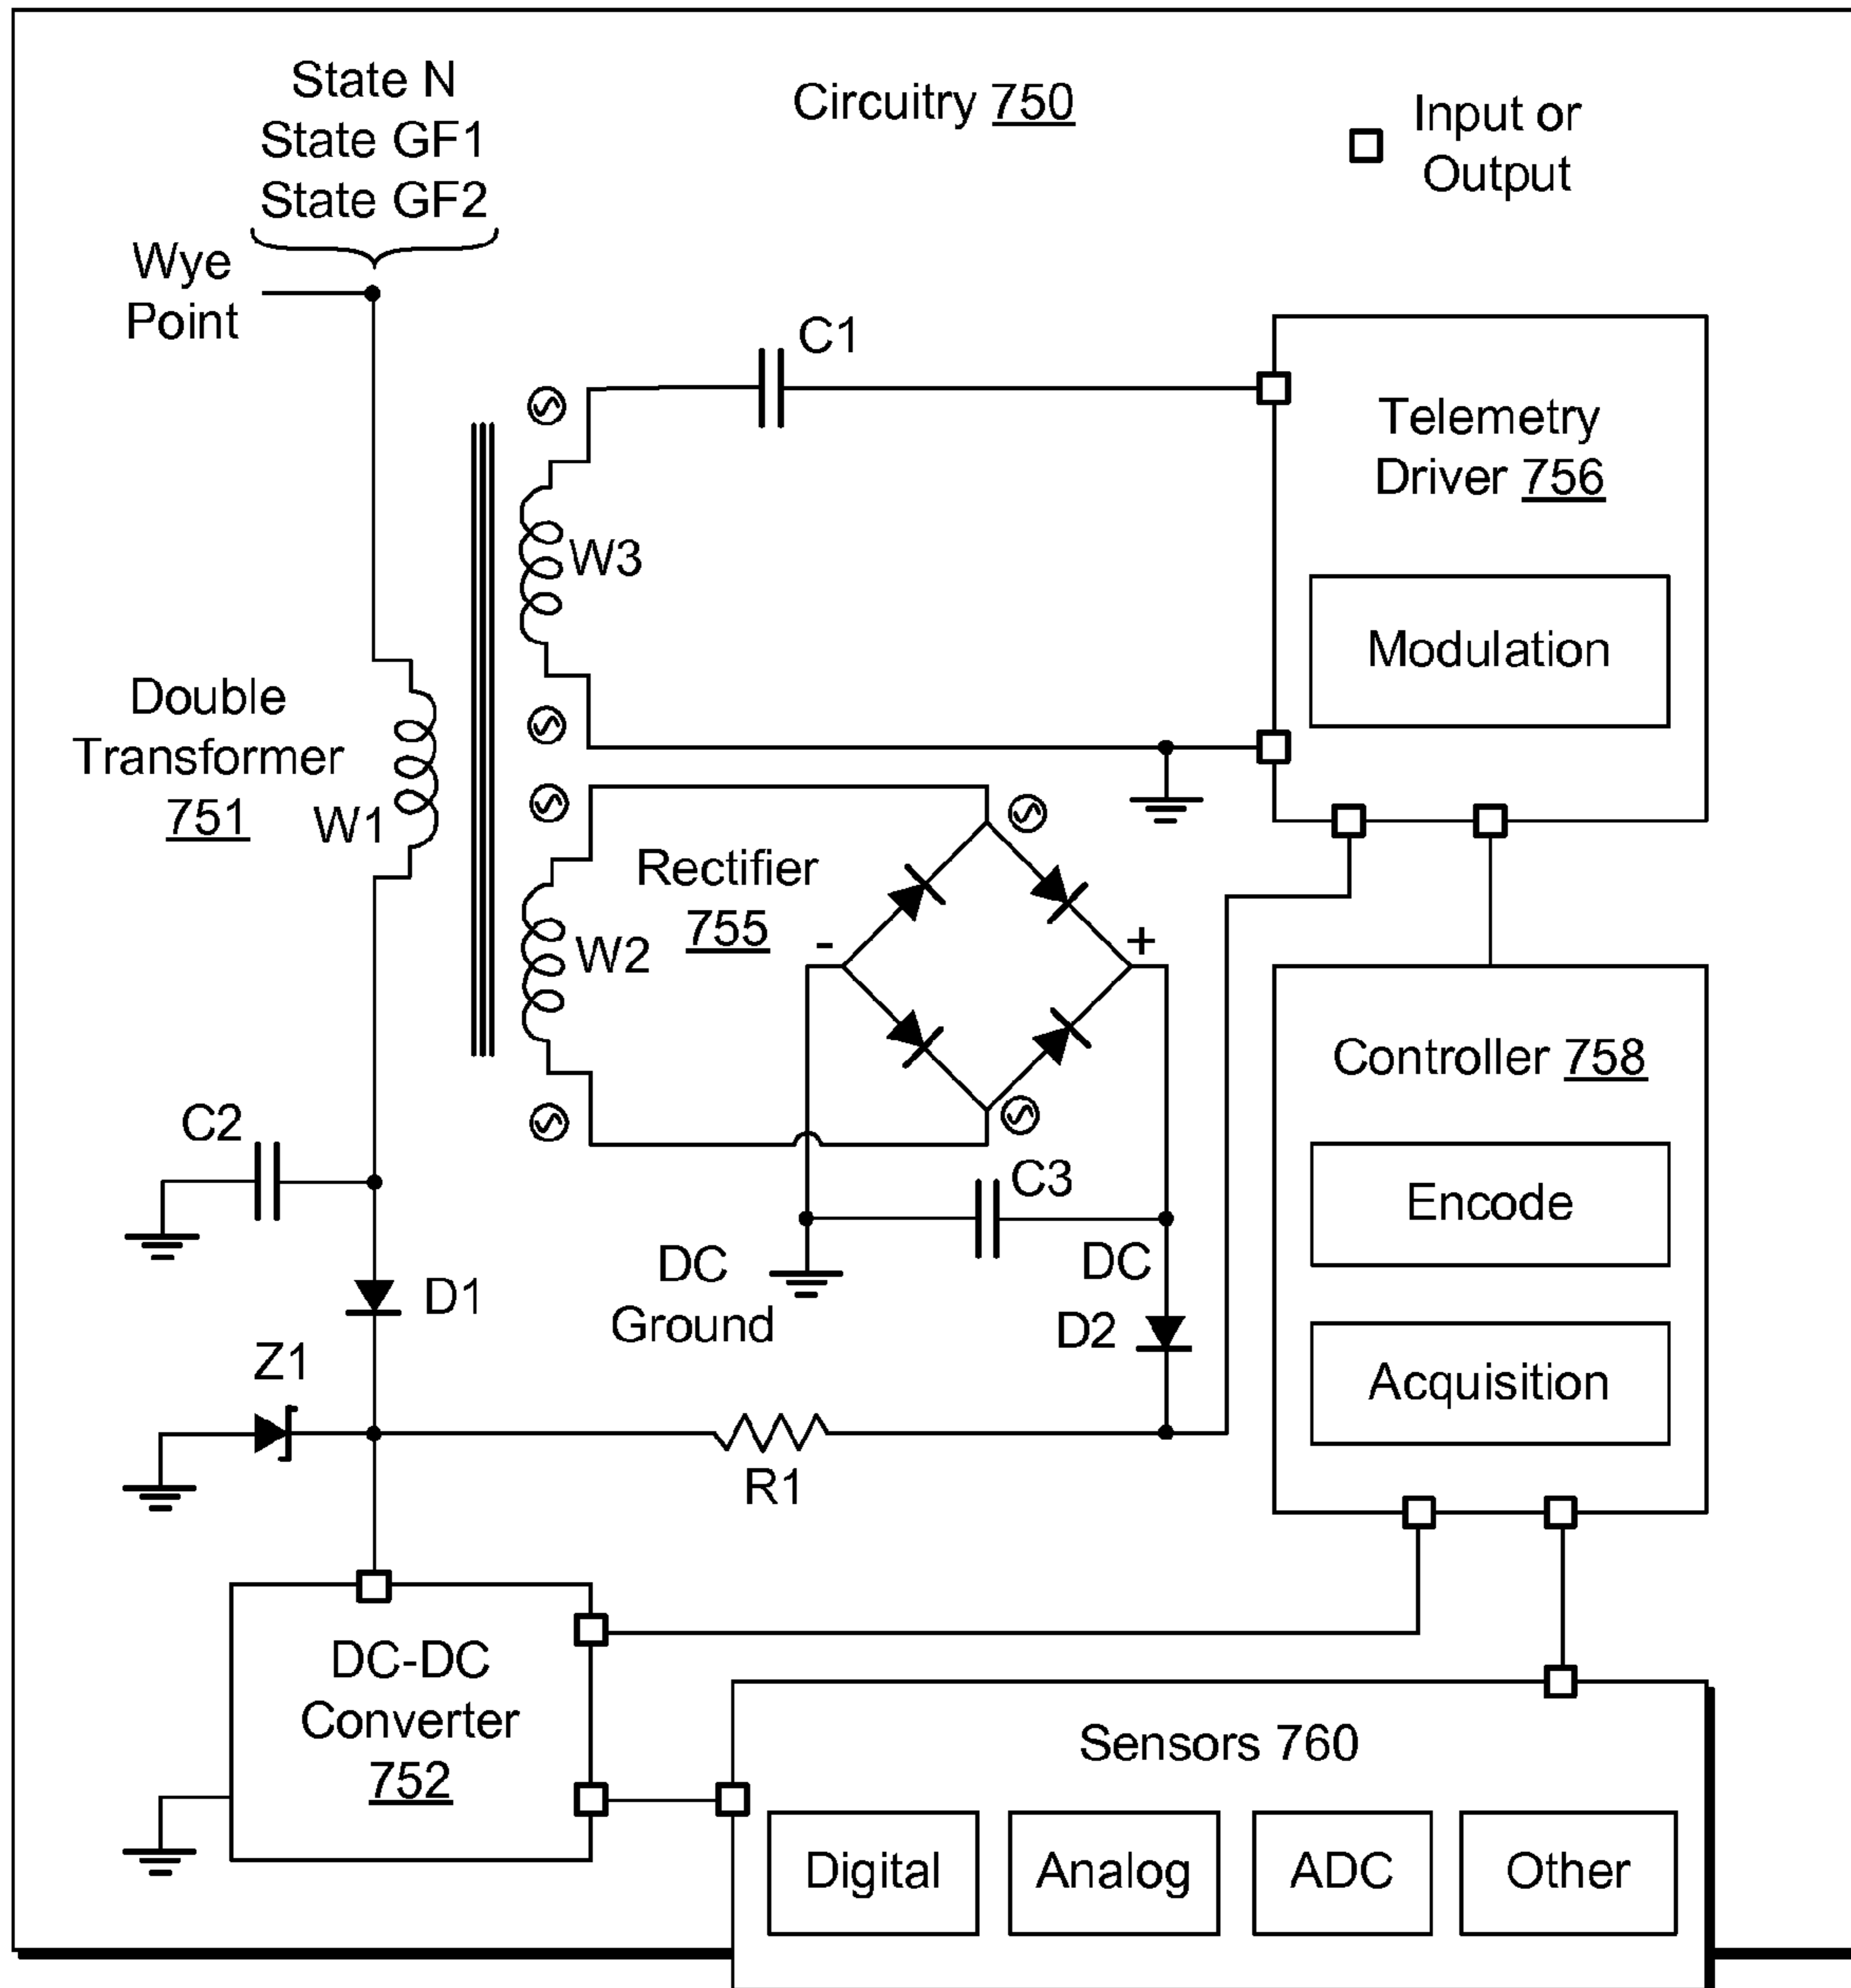 State N
State GF1
State GF2
Circuitry 750
Input or
Output
Wye
Point
C1
Telemetry
Driver 756
Modulation
W3
Double
Transformer
751
W1
Rectifier
755
-
+
W2
Controller 758
Encode
Acquisition
C2
C3
DC
Ground
DC
D1
D2
Z1
R1
DC-DC
Converter
752
Sensors 760
Digital
Analog
ADC
Other